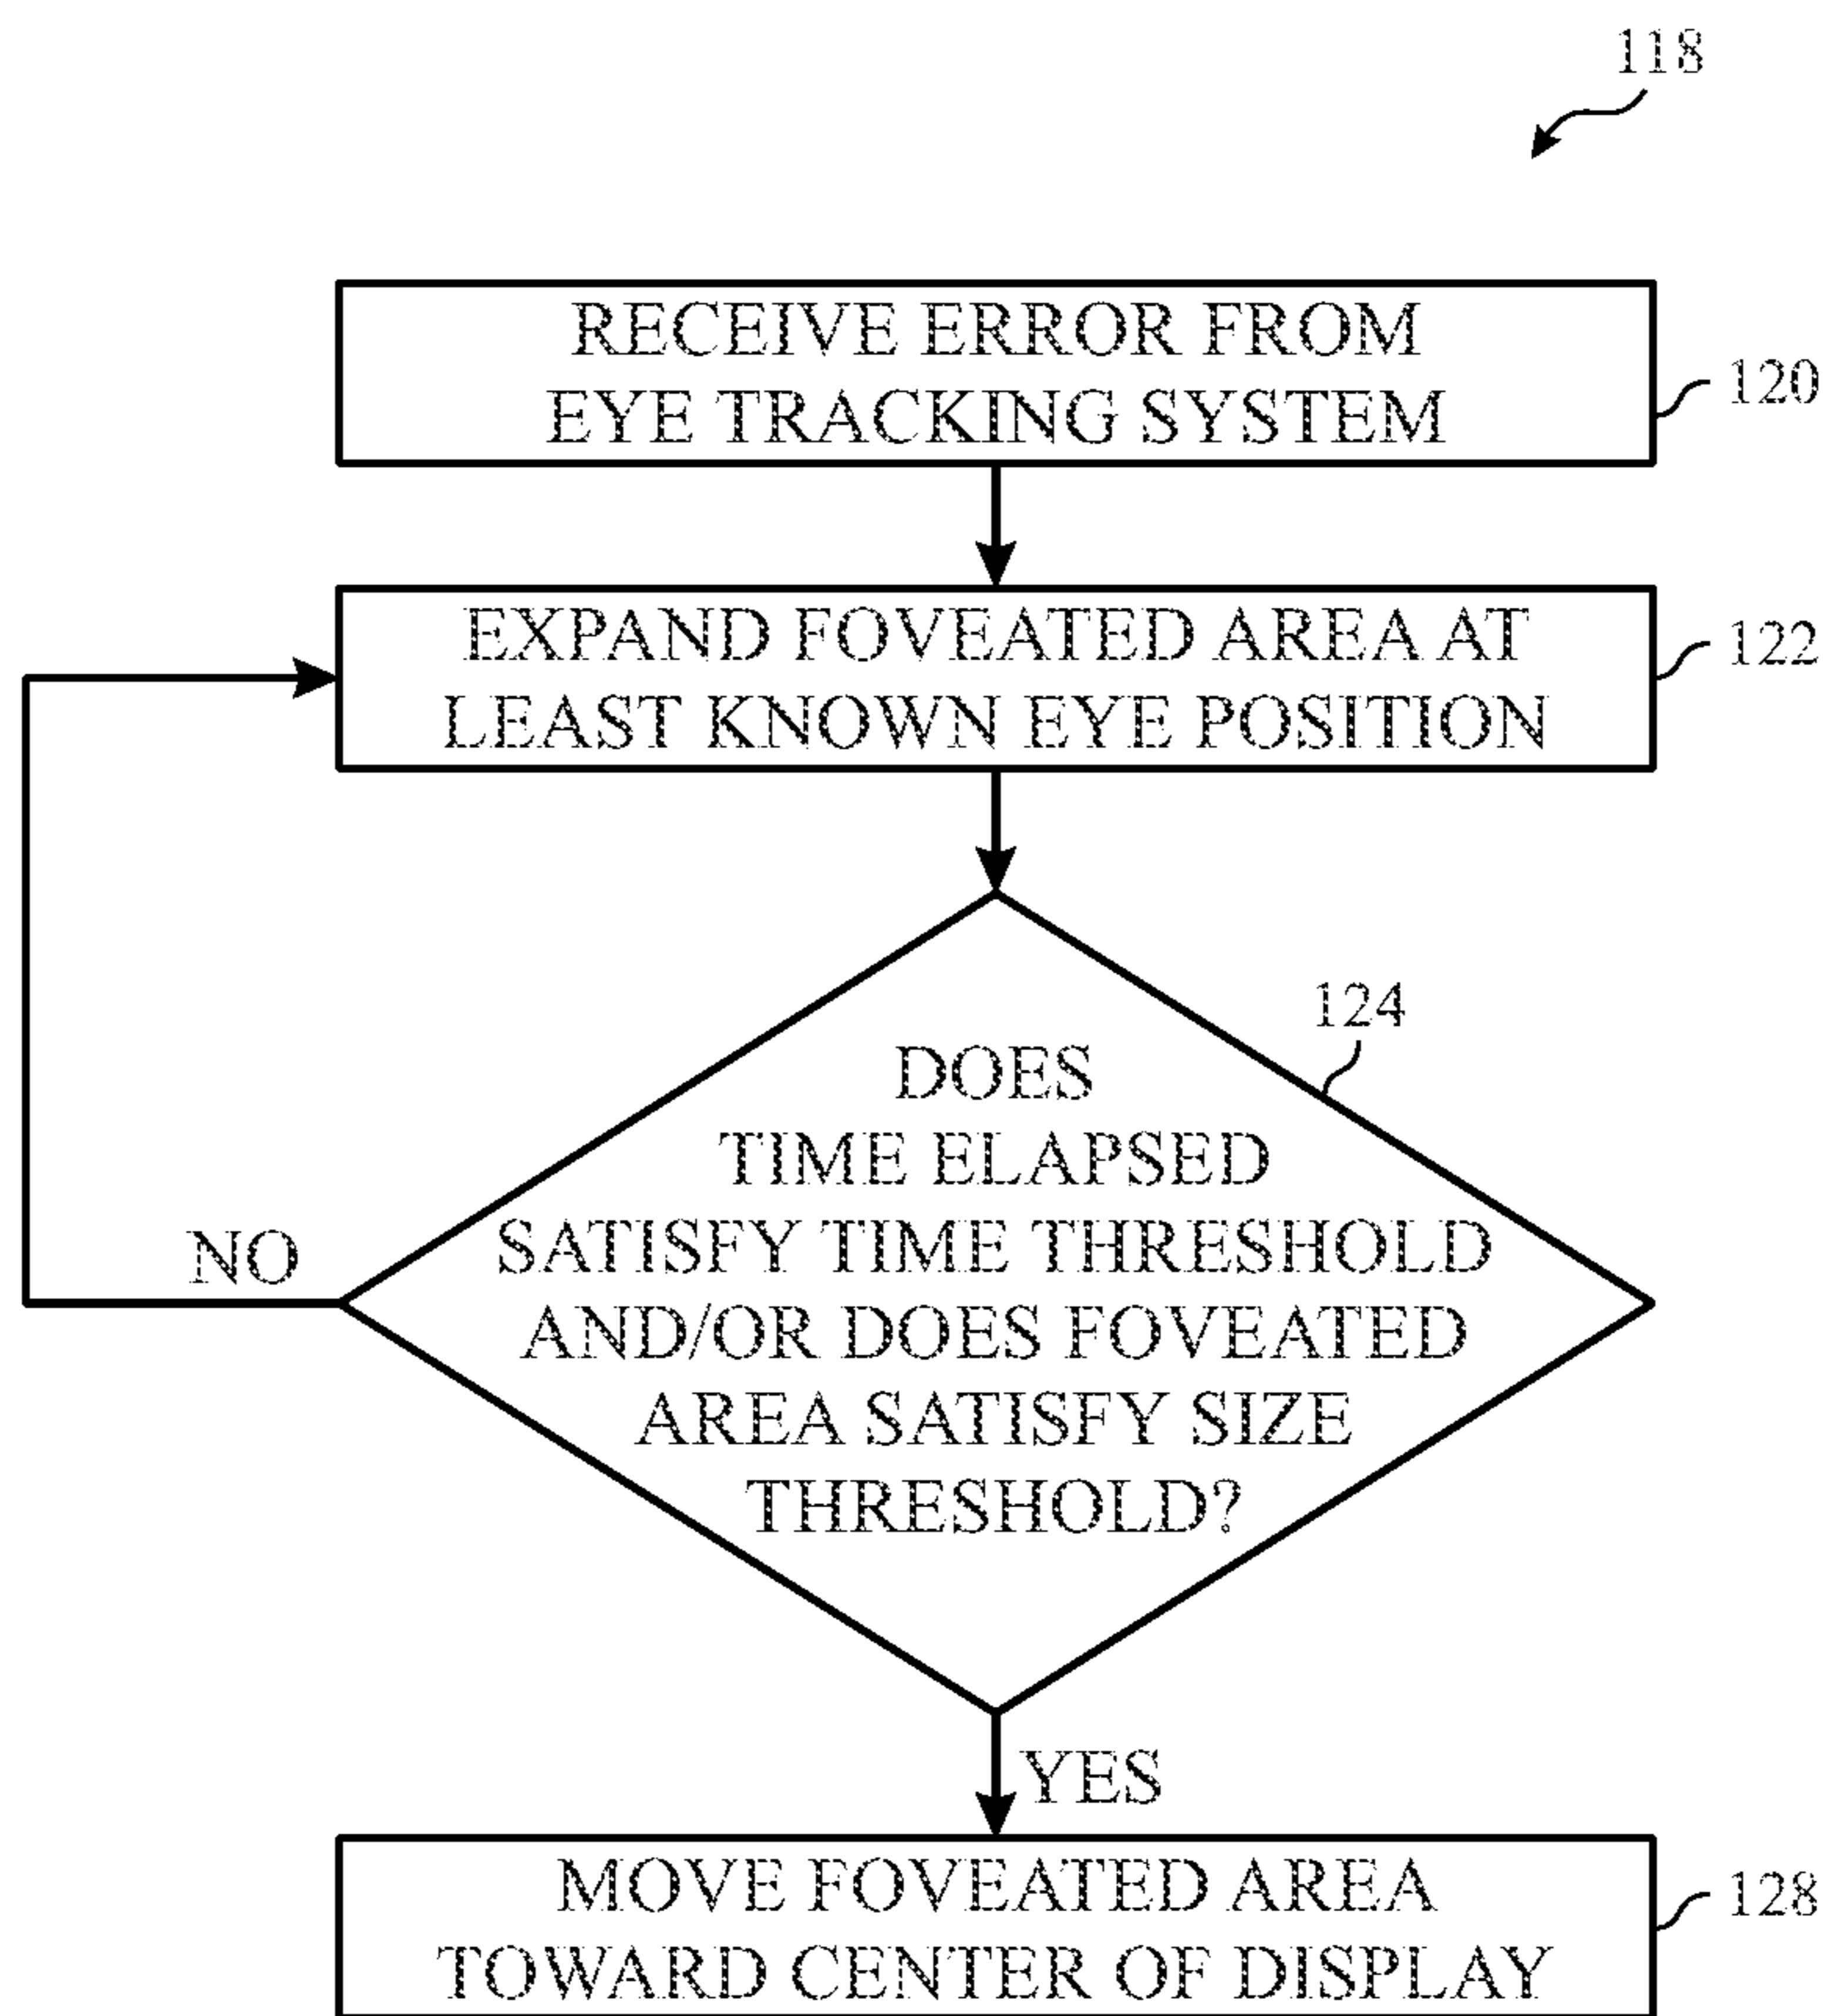 118
RECEIVE ERROR FROM
EYE TRACKING SYSTEM
120
EXPAND FOVEATED AREA AT
LEAST KNOWN EYE POSITION
122
124
DOES
TIME ELAPSED
SATISFY TIME THRESHOLD
AND/OR DOES FOVEATED
AREA SATISFY SIZE
THRESHOLD?
NO
YES
MOVE FOVEATED AREA
TOWARD CENTER OF DISPLAY
128